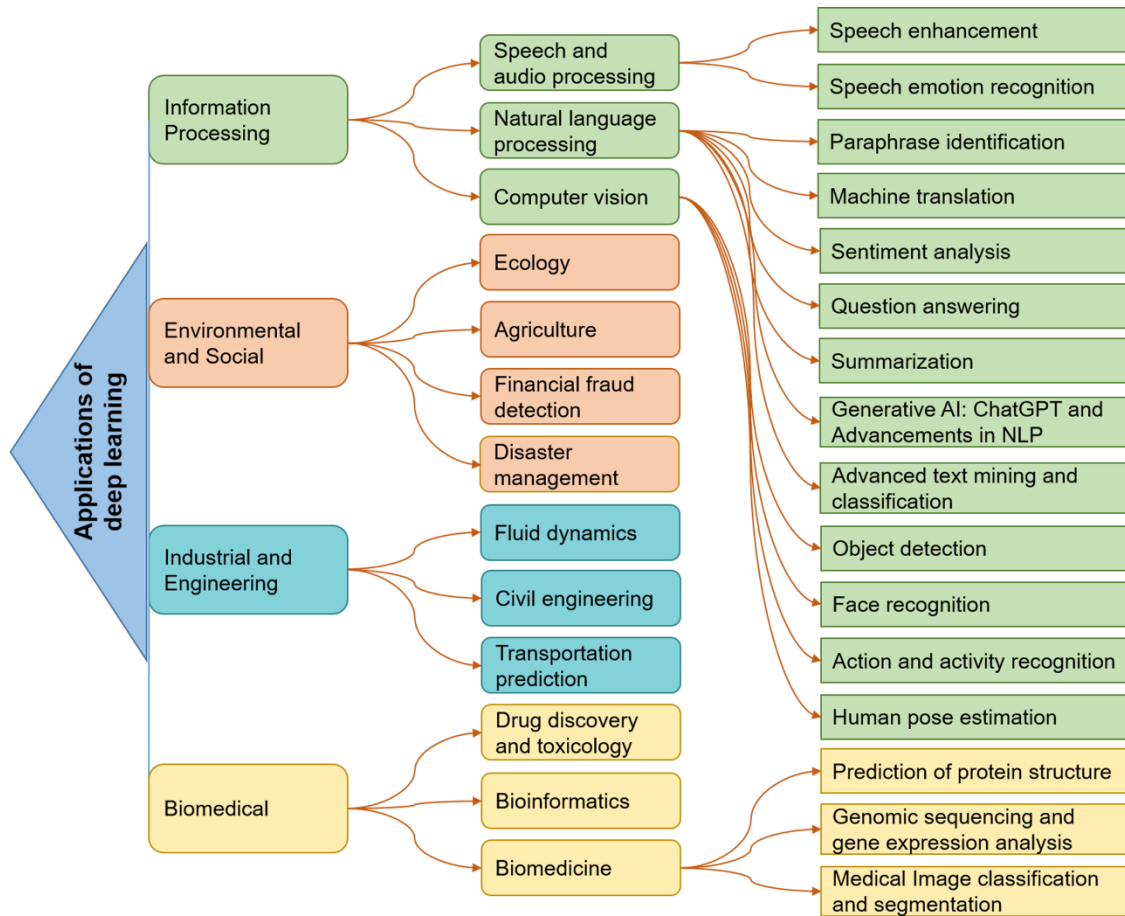 Applications of
deep learning
Information
Processing
Speech and
audio processing
Natural language
processing
Computer vision
Speech enhancement
Speech emotion recognition
Paraphrase identification
Machine translation
Sentiment analysis
Question answering
Summarization
Generative AI: ChatGPT and
Advancements in NLP
Advanced text mining and
classification
Object detection
Face recognition
Action and activity recognition
Human pose estimation
Environmental
and Social
Ecology
Agriculture
Financial fraud
detection
Disaster
management
Industrial and
Engineering
Fluid dynamics
Civil engineering
Transportation
prediction
Biomedical
Drug discovery
and toxicology
Bioinformatics
Biomedicine
Prediction of protein structure
Genomic sequencing and
gene expression analysis
Medical Image classification
and segmentation